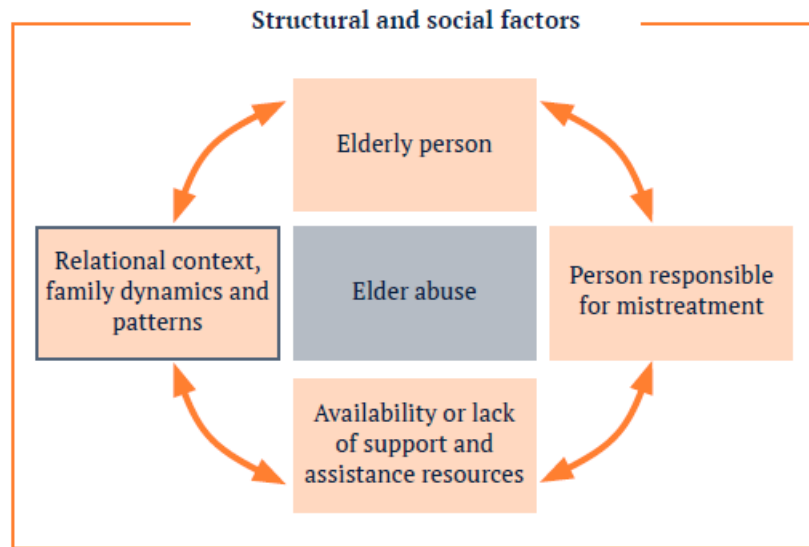 Structural and social factors
Elderly person
Relational context,
family dynamics and
patterns
Elder abuse
Person responsible
for mistreatment
Availability or lack
of support and
assistance resources